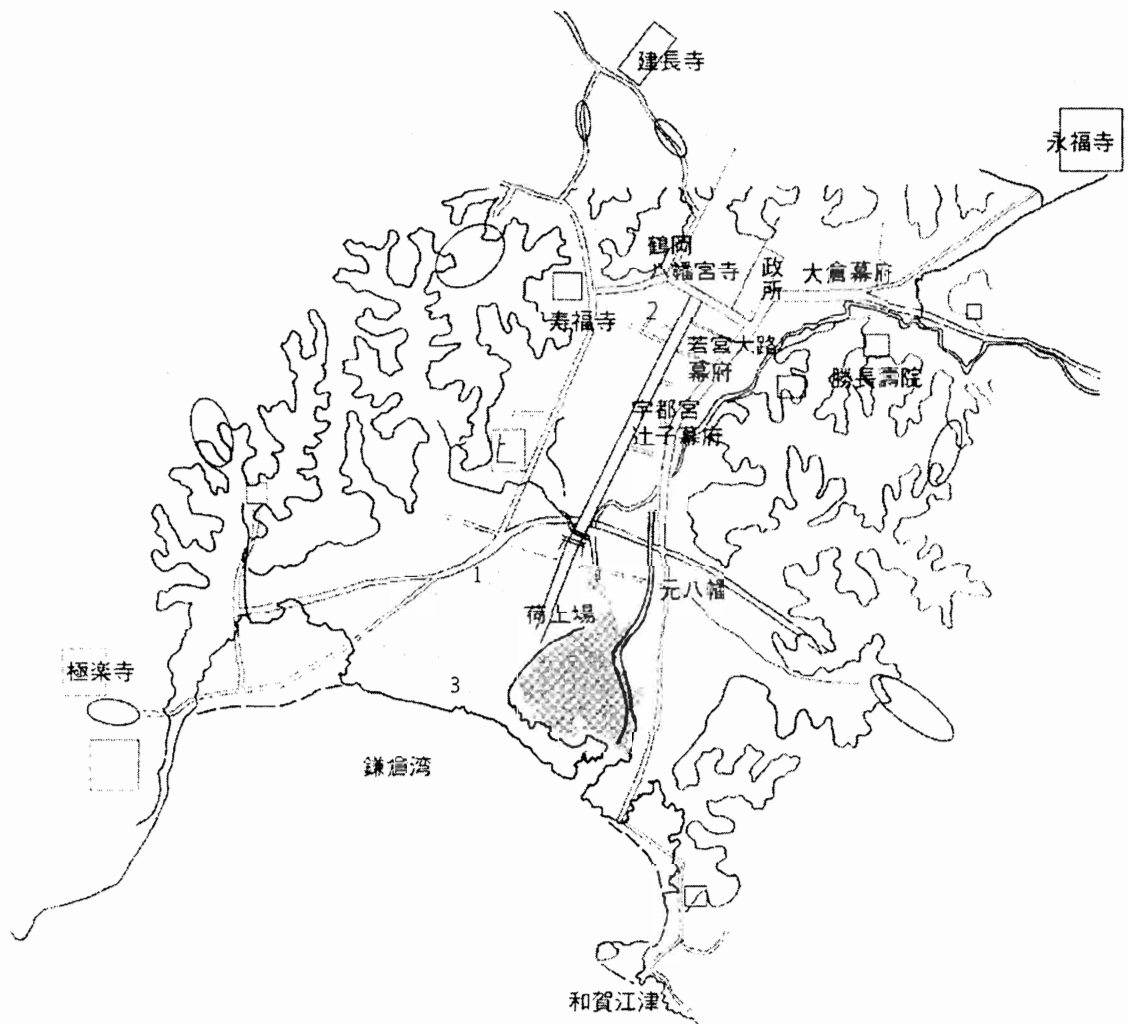 建長寺
永福寺
鶴岡
八幡宮寺
政所
大倉幕府
寿福寺
2
若宮大路
幕府
勝長壽院
宇都宮
辻子幕府
1
荷上場
元八幡
極楽寺
3
鎌倉湾
和賀江津